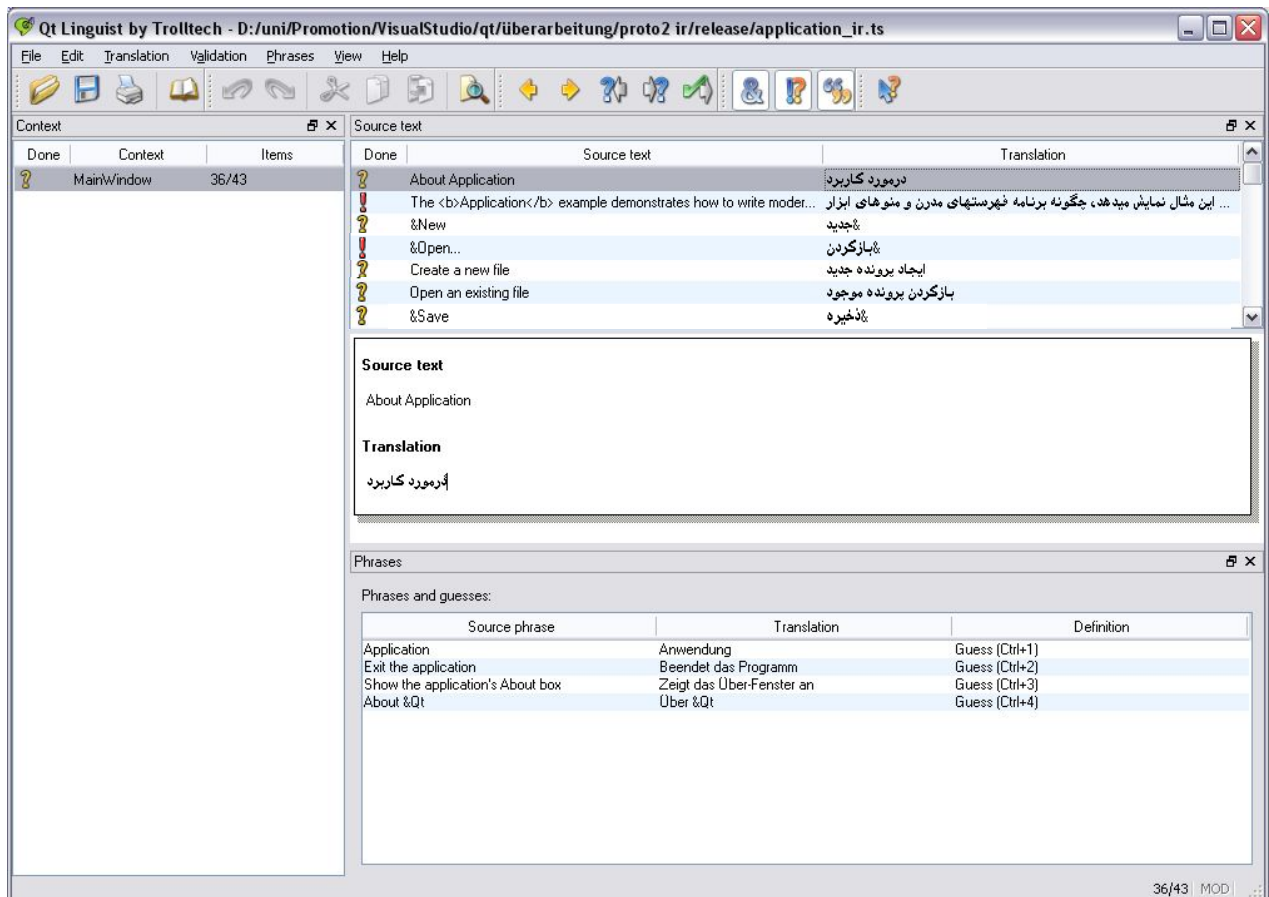 Qt Linguist by Trolltech - D:/uni/Promotion/VisualStudio/qt/überarbeitung/proto2 ir/release/application_ir.ts
File Edit Translation Validation Phrases View Help
Context
Done Context Items
MainWindow 36/43
Source text
Done Source text Translation
About Application درمورد کاربرد
The <b>Application</b> example demonstrates how to write moder... این مثال نمایش میدهد، چگونه برنامه فهرستهای مدرن و منوهای ابزار ...
&New &جدید
&Open... &بازکردن
Create a new file ایجاد پرونده جدید
Open an existing file بازکردن پرونده موجود
&Save &ذخیره
Source text
About Application
Translation
درمورد کاربرد
Phrases
Phrases and guesses:
Source phrase Translation Definition
Application Anwendung Guess (Ctrl+1)
Exit the application Beendet das Programm Guess (Ctrl+2)
Show the application's About box Zeigt das Über-Fenster an Guess (Ctrl+3)
About &Qt Über &Qt Guess (Ctrl+4)
36/43 MOD